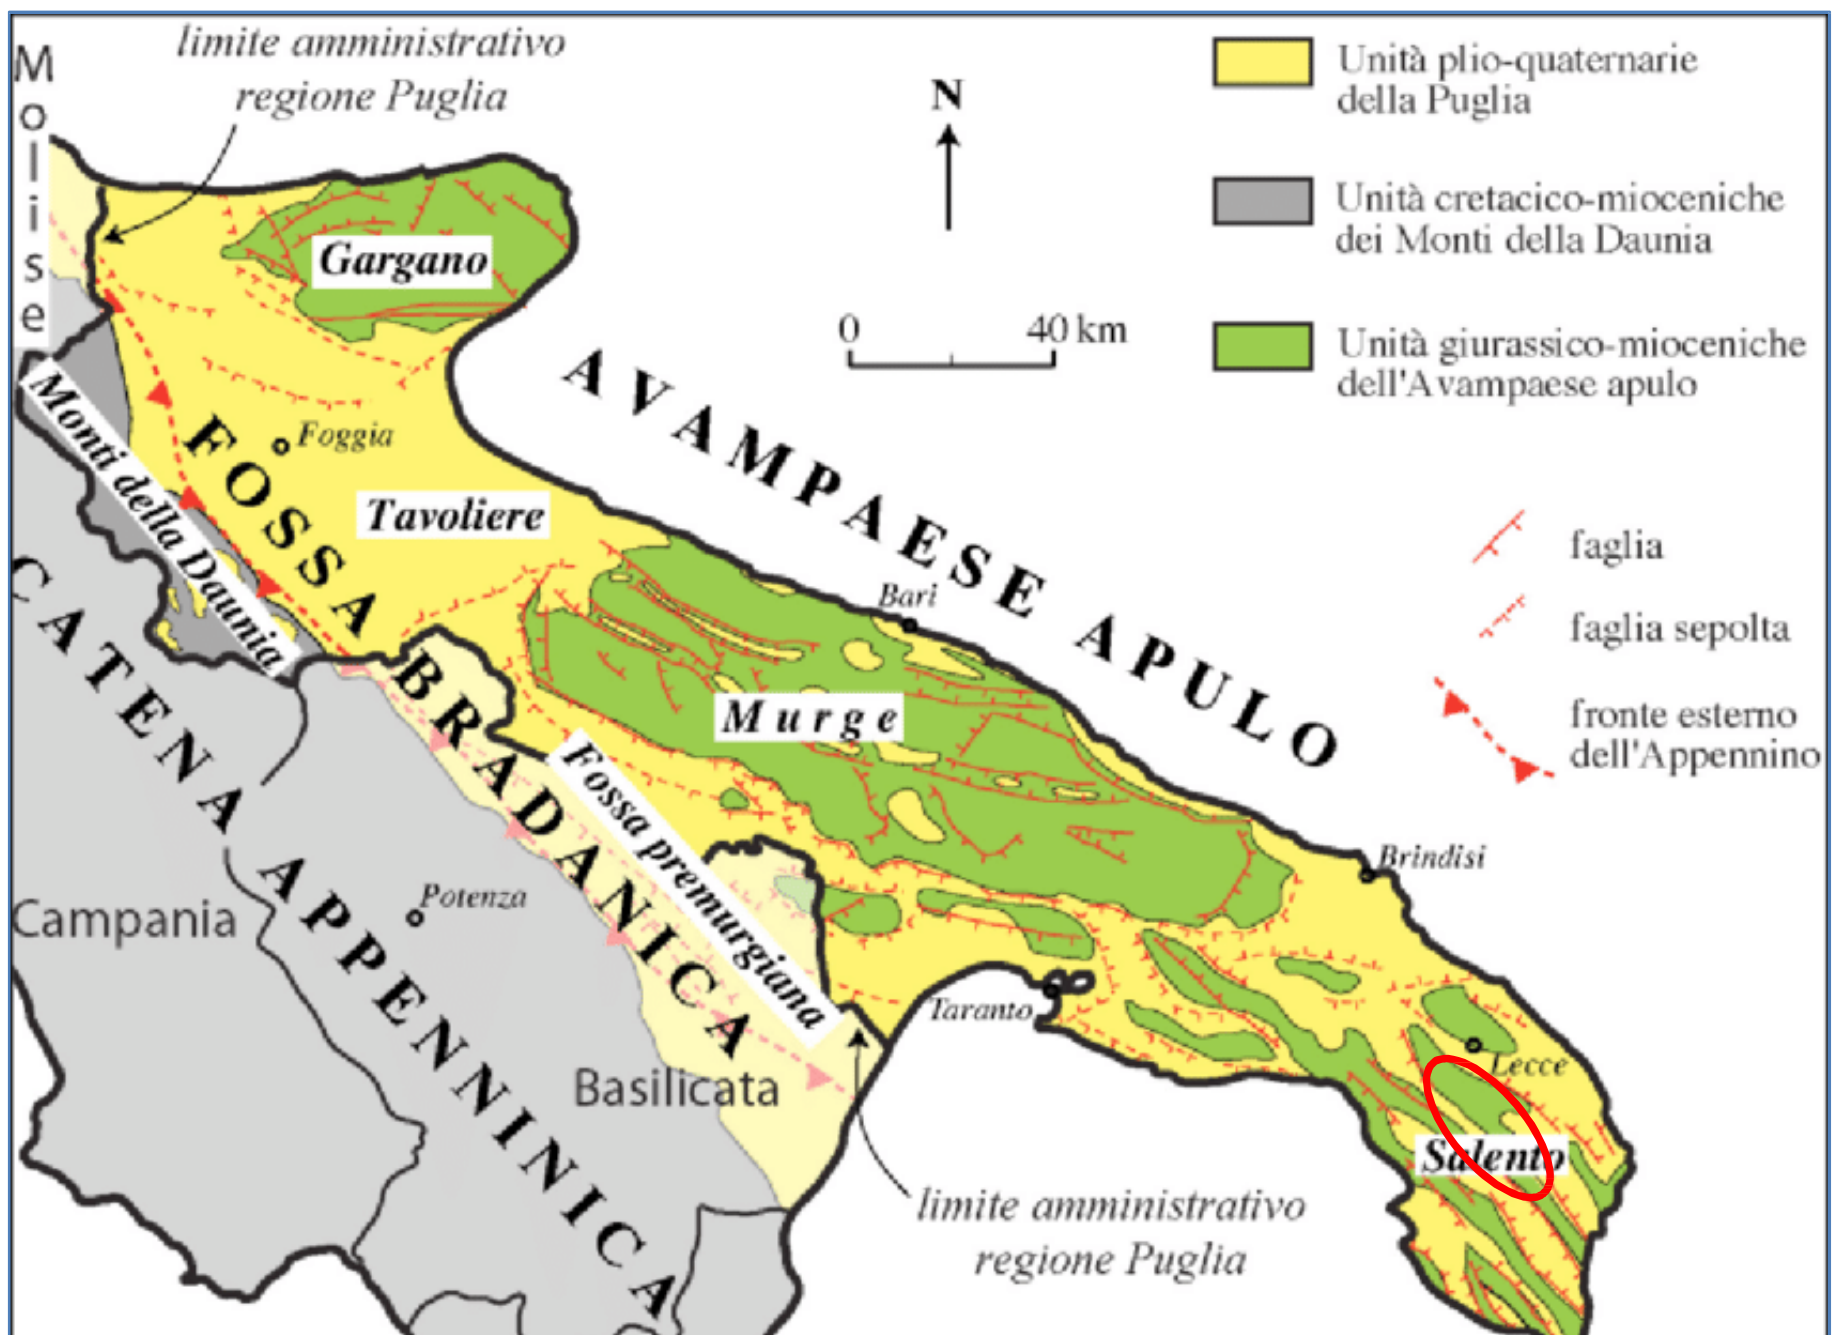 limite amministrativo
regione Puglia
Molise
N
0 40 km
Unità plio-quaternarie
della Puglia
Unità cretacico-mioceniche
dei Monti della Daunia
Unità giurassico-mioceniche
dell'Avampaese apulo
faglia
faglia sepolta
fronte esterno
dell'Appennino
Gargano
AVAMPAESE APULO
Foggia
Tavoliere
Monti della Daunia
FOSSA BRADANICA
Bari
Murge
Fossa premurgiana
CATENA APPENNINICA
Brindisi
Potenza
Campania
Taranto
Lecce
Basilicata
Salento
limite amministrativo
regione Puglia